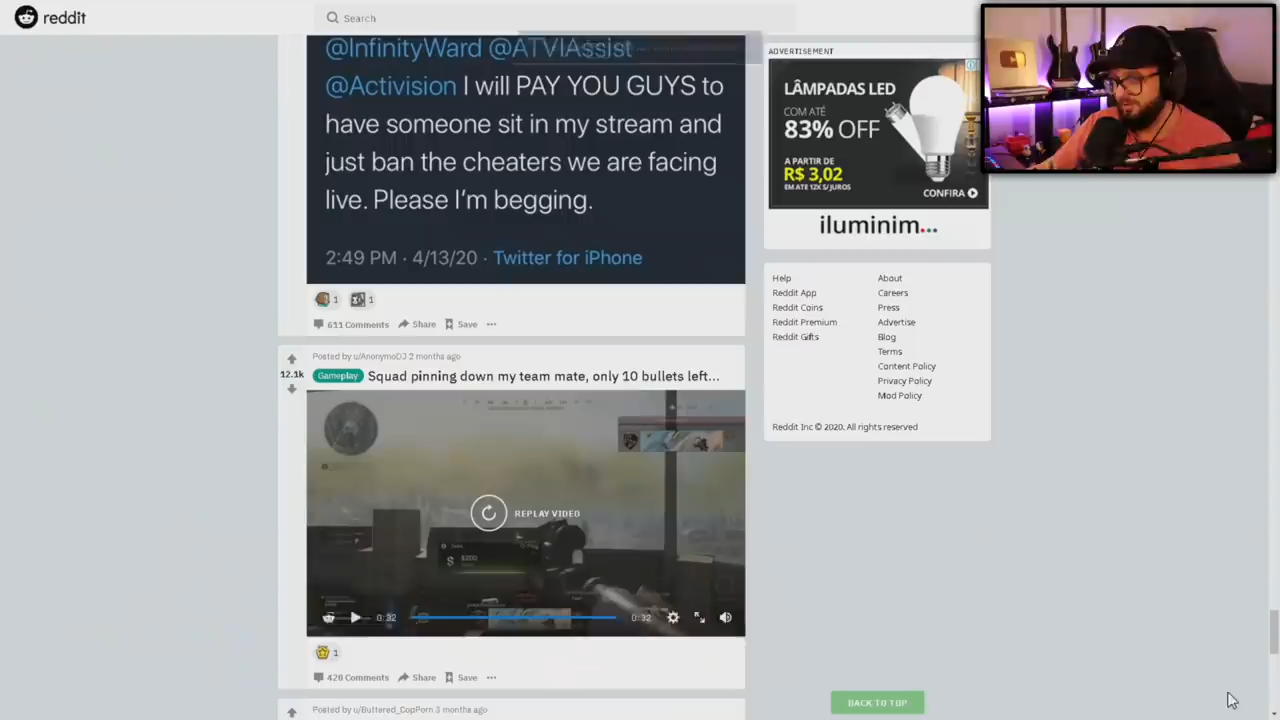 reddit
Search
@InfinityWard @ATVIAssist
@Activision I will PAY YOU GUYS to
have someone sit in my stream and
just ban the cheaters we are facing
live. Please I'm begging.
2:49 PM · 4/13/20 · Twitter for iPhone
1 1
611 Comments Share Save ...
Posted by u/AnonymoDJ 2 months ago
12.1k
Gameplay Squad pinning down my team mate, only 10 bullets left...
$200
REPLAY VIDEO
0:32 0:32
1
420 Comments Share Save ...
Posted by u/Buttered_CopPorn 3 months ago
ADVERTISEMENT
LÂMPADAS LED
COM ATÉ
83% OFF
A PARTIR DE
R$ 3,02
EM ATÉ 12X S/JUROS
CONFIRA
iluminim...
Help About
Reddit App Careers
Reddit Coins Press
Reddit Premium Advertise
Reddit Gifts Blog
Terms
Content Policy
Privacy Policy
Mod Policy
Reddit Inc © 2020. All rights reserved
BACK TO TOP